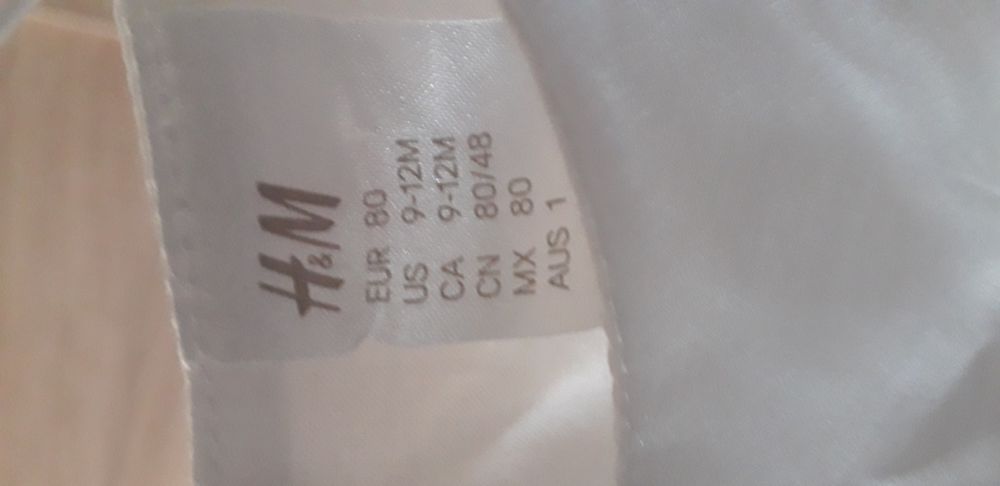 H&M
EUR 80
US 9-12M
CA 9-12M
CN 80/48
MX 80
AUS 1